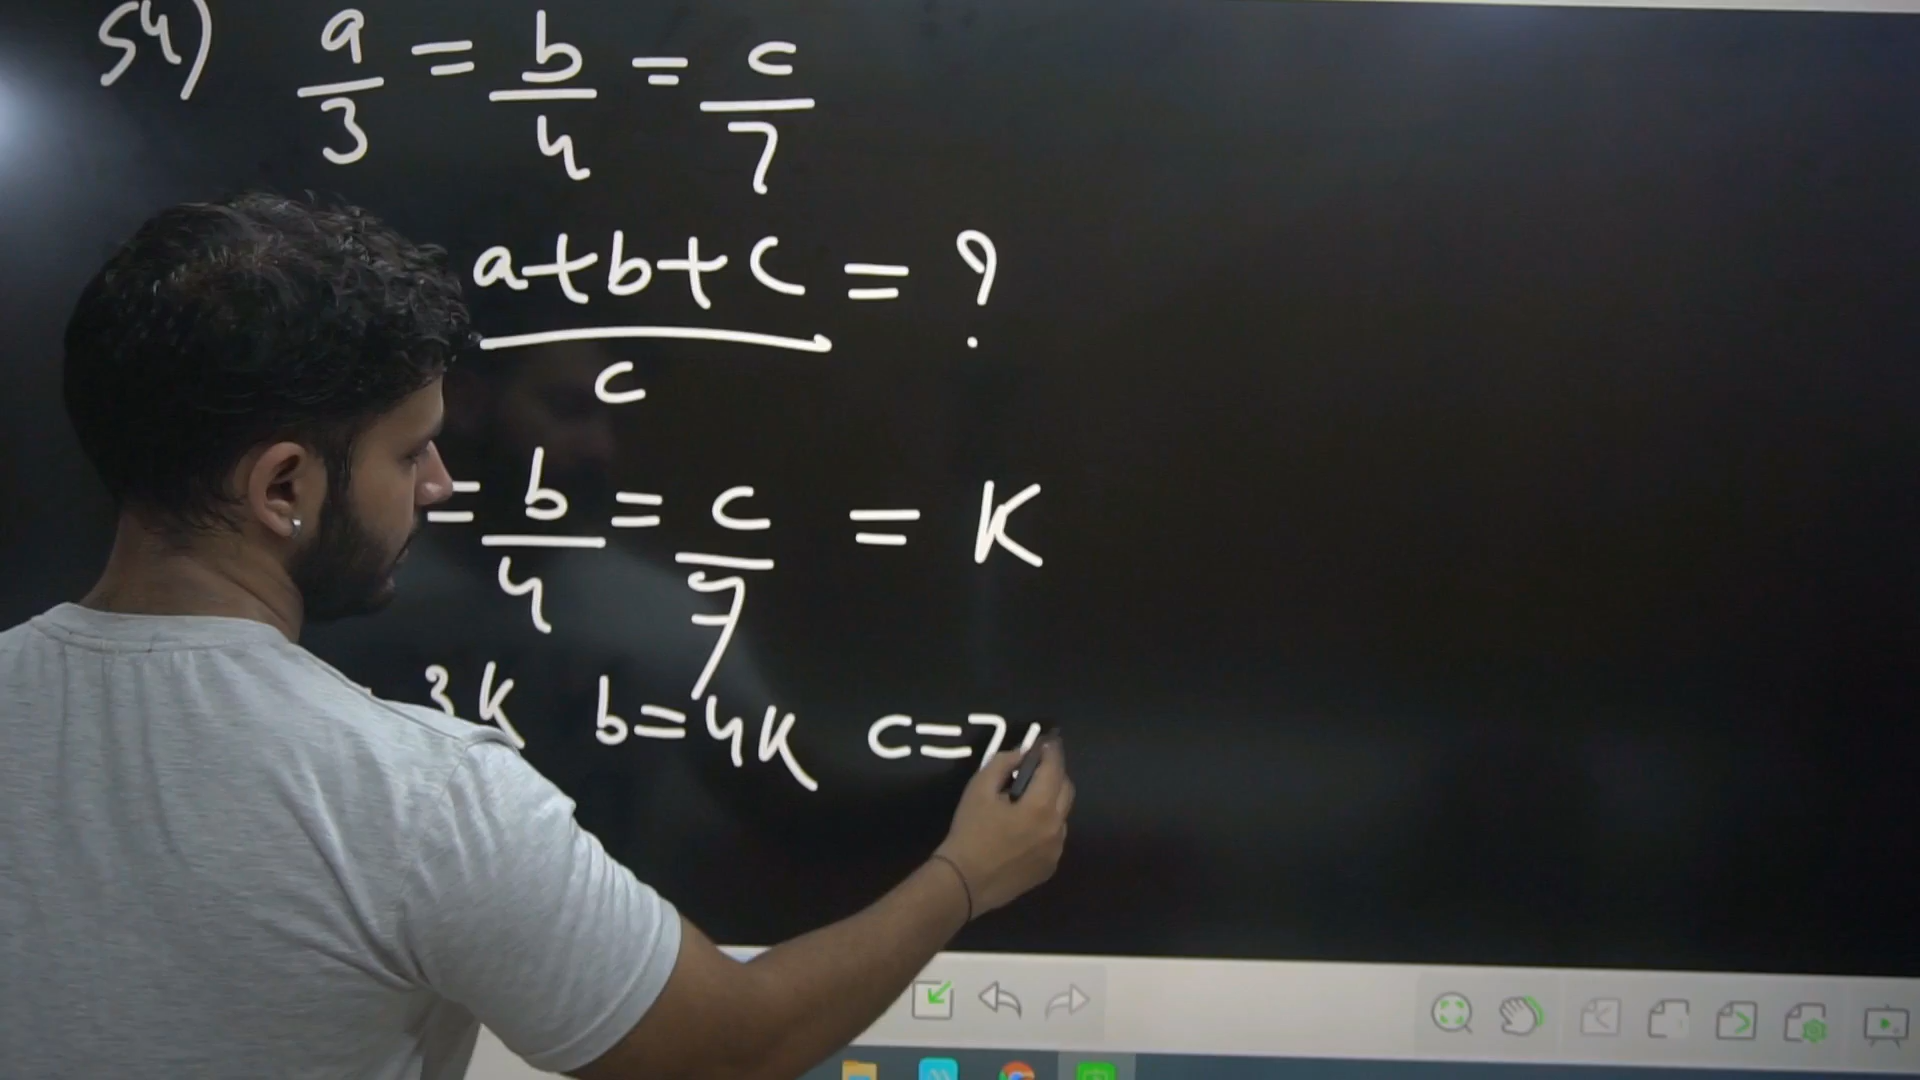 54) a/3 = b/4 = c/7
a+b+c/c = ?
= b/4 = c/7 = K
3K b=4K c=7